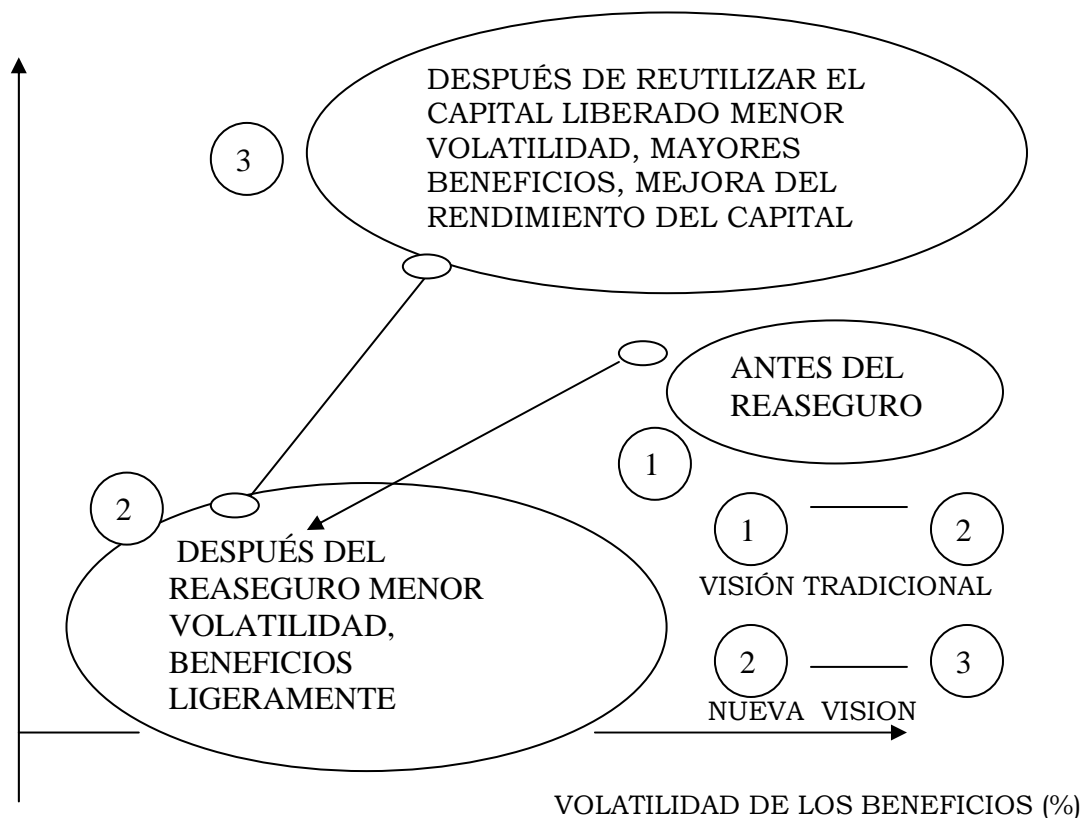 DESPUÉS DE REUTILIZAR EL
CAPITAL LIBERADO MENOR
VOLATILIDAD, MAYORES
BENEFICIOS, MEJORA DEL
RENDIMIENTO DEL CAPITAL
3
ANTES DEL
REASEGURO
1
2
DESPUÉS DEL
REASEGURO MENOR
VOLATILIDAD,
BENEFICIOS
LIGERAMENTE
1 2
VISIÓN TRADICIONAL
2 3
NUEVA VISION
VOLATILIDAD DE LOS BENEFICIOS (%)